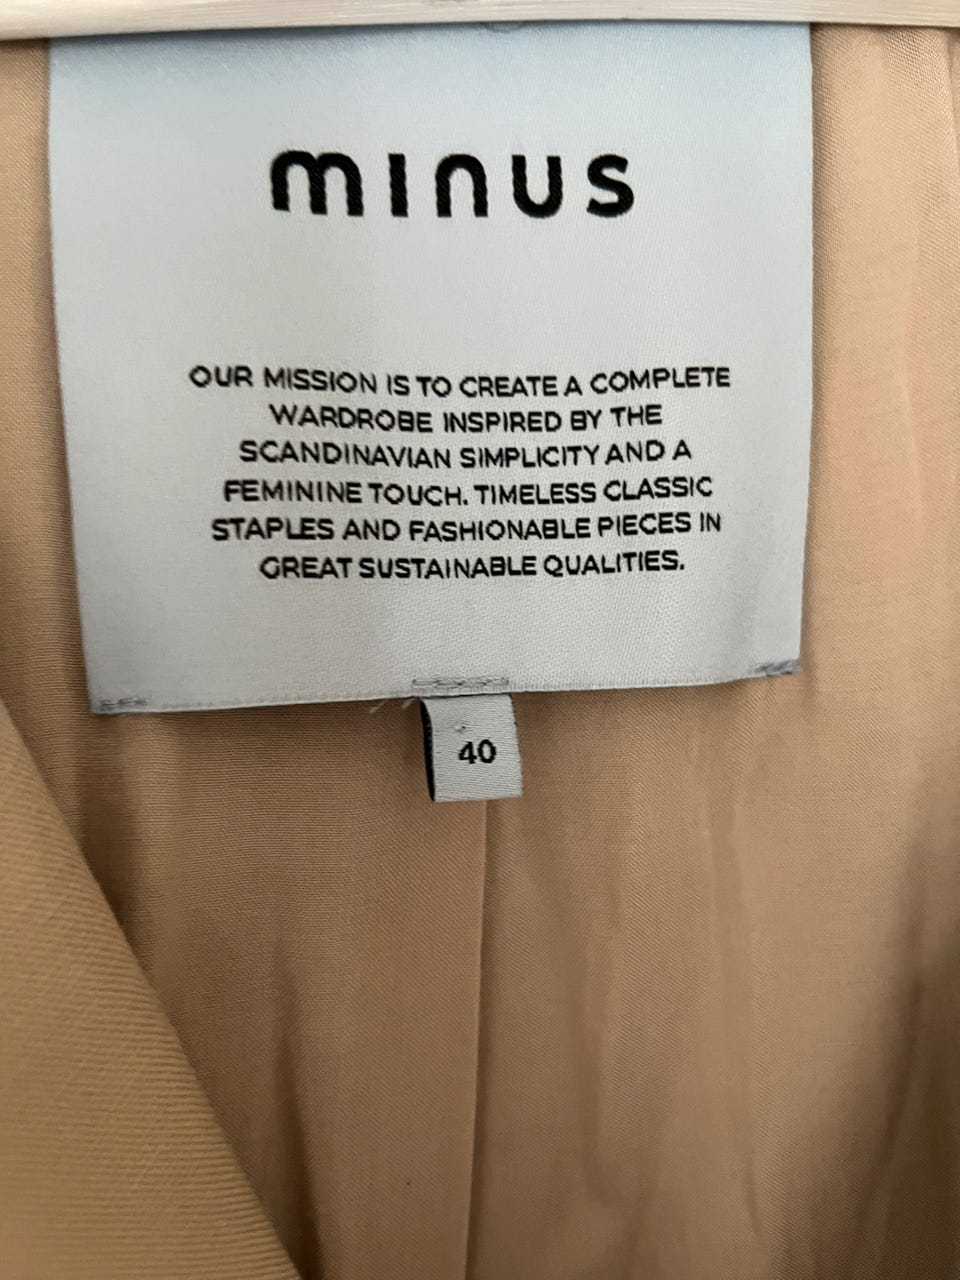 minus
OUR MISSION IS TO CREATE A COMPLETE
WARDROBE INSPIRED BY THE
SCANDINAVIAN SIMPLICITY AND A
FEMININE TOUCH. TIMELESS CLASSIC
STAPLES AND FASHIONABLE PIECES IN
GREAT SUSTAINABLE QUALITIES.
40